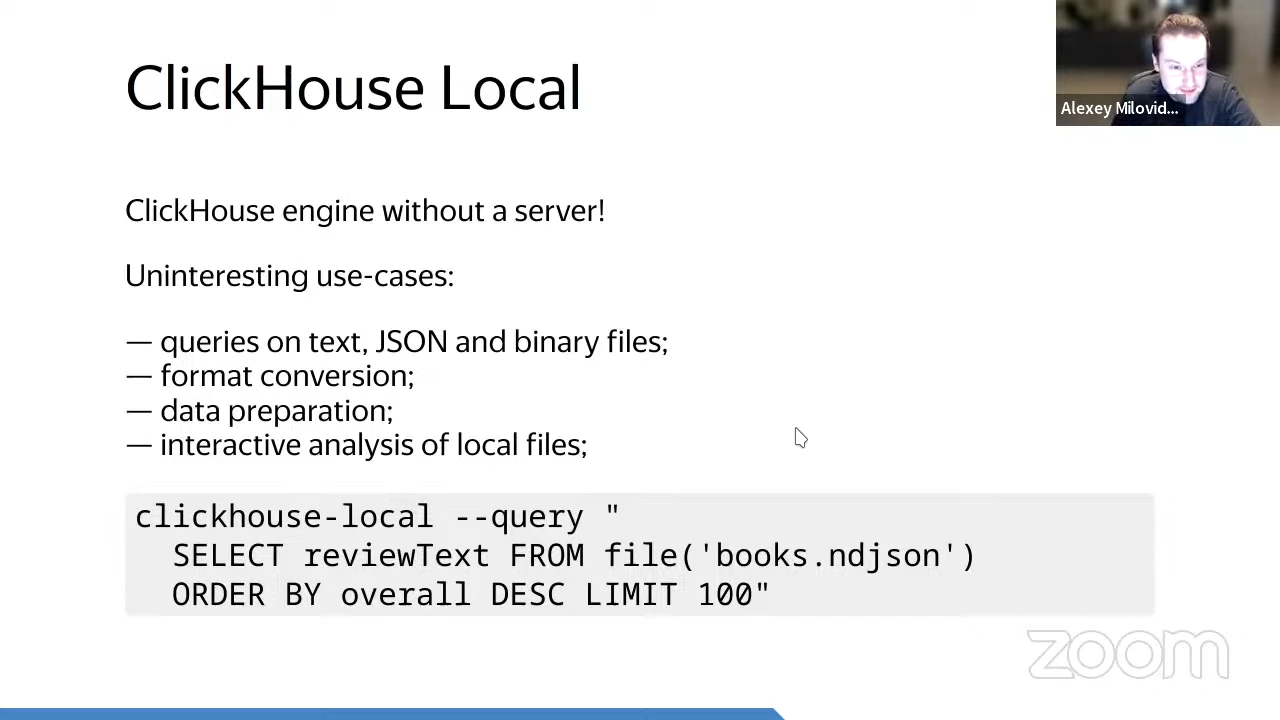 ClickHouse Local
Alexey Milovid...
ClickHouse engine without a server!
Uninteresting use-cases:
— queries on text, JSON and binary files;
— format conversion;
— data preparation;
— interactive analysis of local files;
clickhouse-local --query "
SELECT reviewText FROM file('books.ndjson')
ORDER BY overall DESC LIMIT 100"
zoom